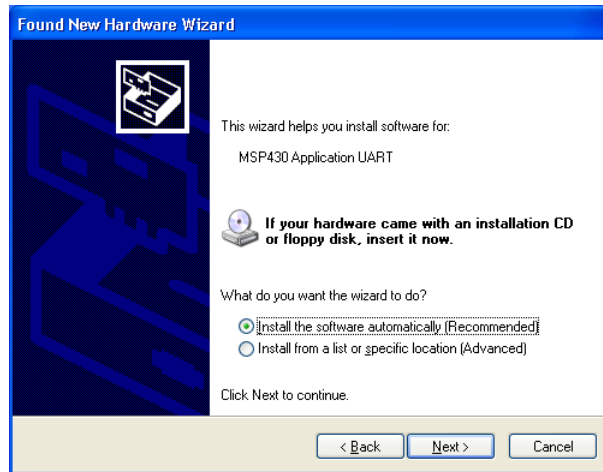 Found New Hardware Wizard
This wizard helps you install software for:
MSP430 Application UART
If your hardware came with an installation CD
or floppy disk, insert it now.
What do you want the wizard to do?
Install the software automatically (Recommended)
Install from a list or specific location (Advanced)
Click Next to continue.
< Back Next > Cancel